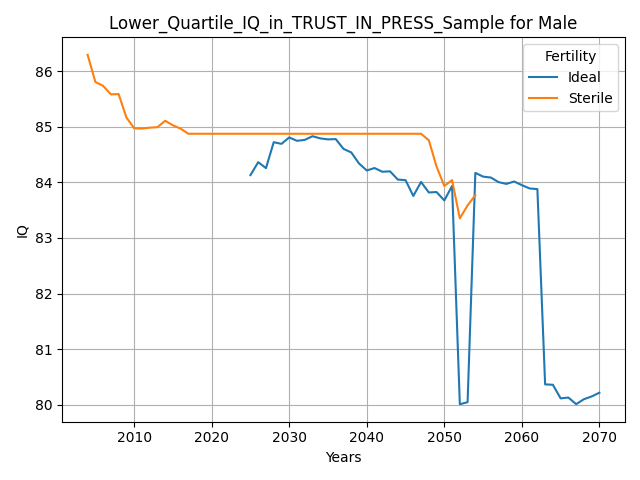 Lower_Quartile_IQ_in_TRUST_IN_PRESS_Sample for Male
Fertility
Ideal
Sterile
86
85
84
83
82
81
80
IQ
2010 2020 2030 2040 2050 2060 2070
Years